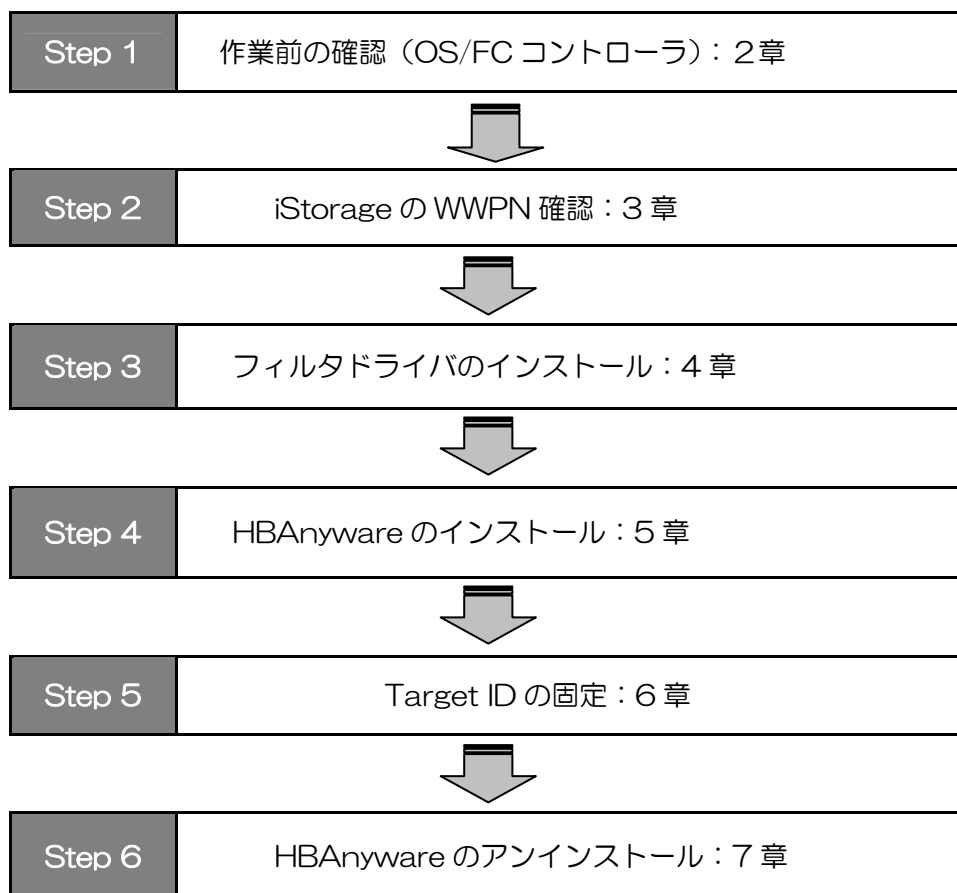 Step 1 作業前の確認（OS/FC コントローラ）：２章
Step 2 iStorage の WWPN 確認：３章
Step 3 フィルタドライバのインストール：４章
Step 4 HBAnyware のインストール：５章
Step 5 Target ID の固定：６章
Step 6 HBAnyware のアンインストール：７章